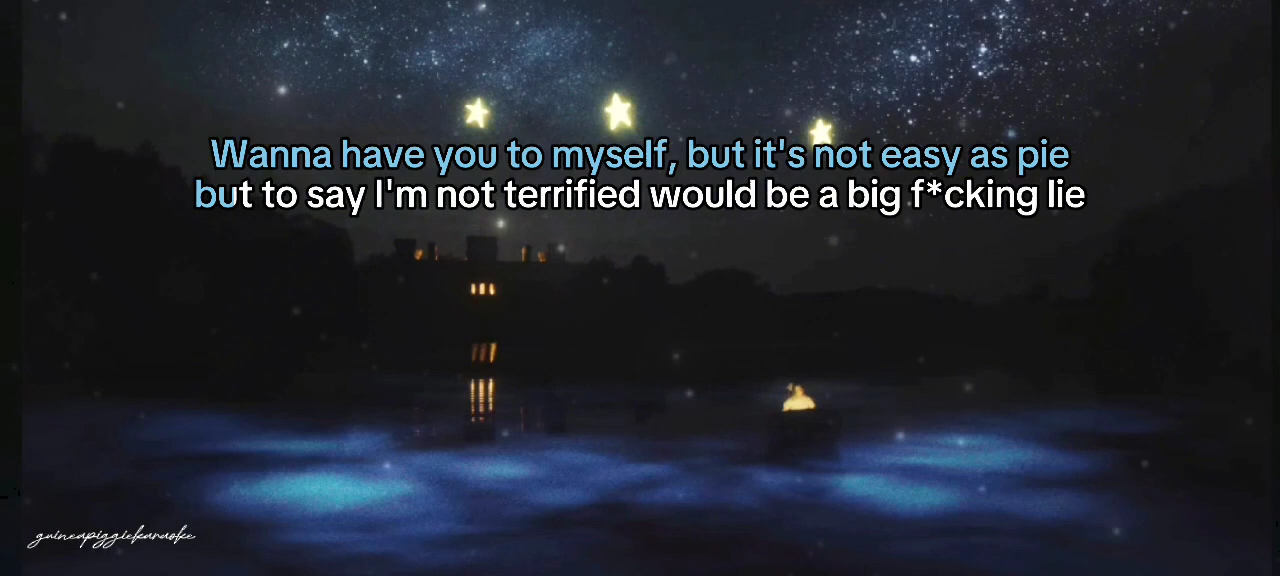 Wanna have you to myself, but it's not easy as pie
but to say I'm not terrified would be a big f*cking lie
guineapiggiekaraoke